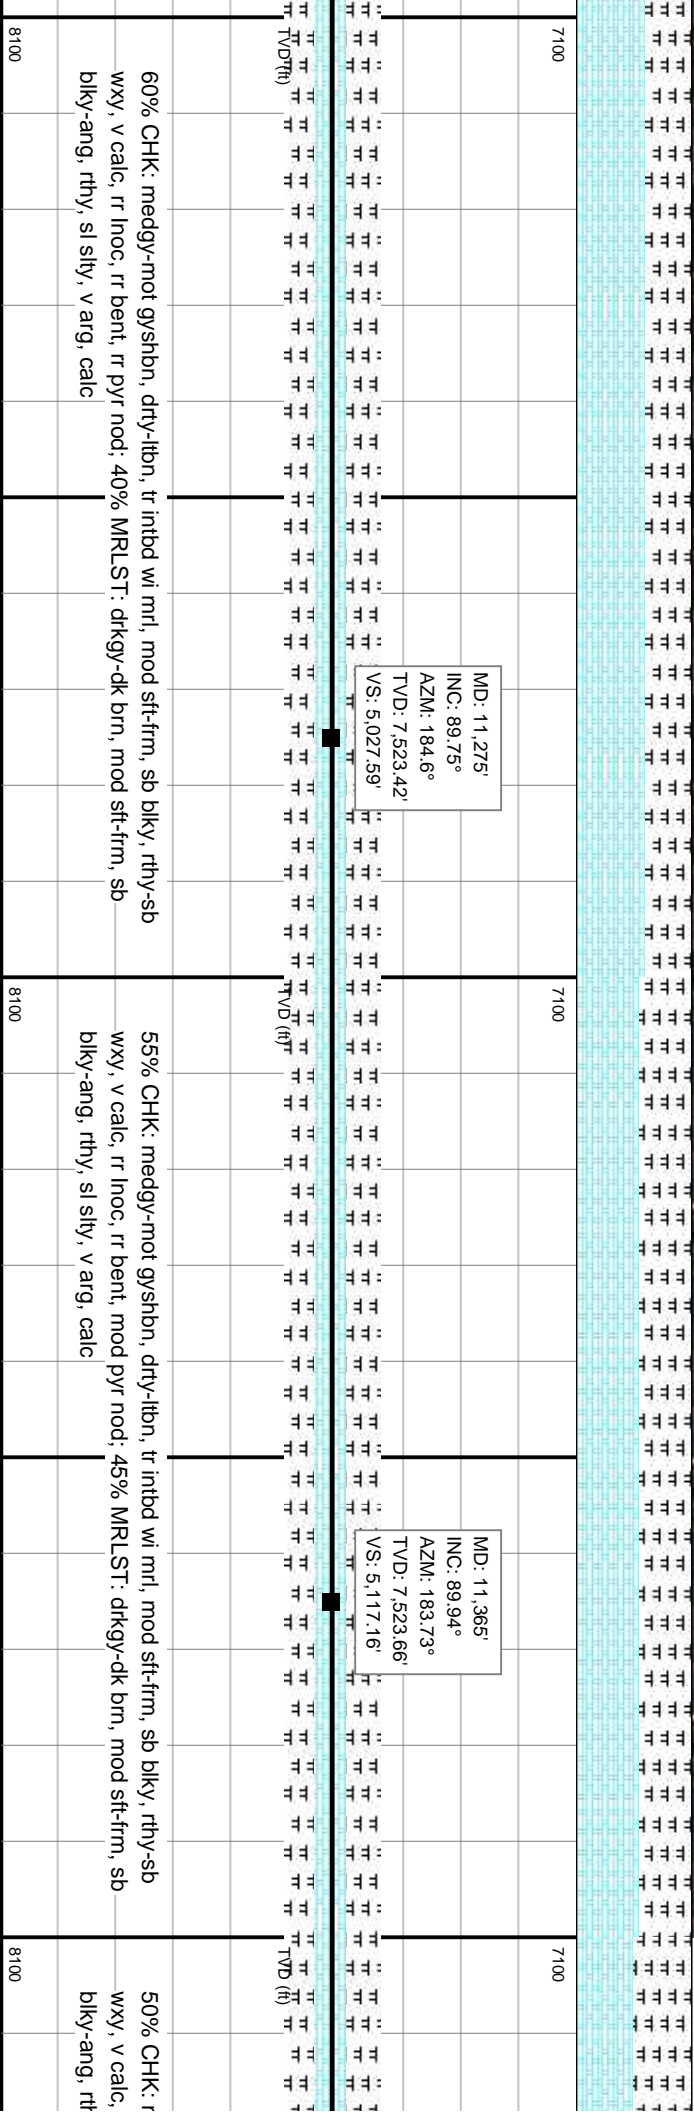 7100
TVD (ft)
8100
60% CHK: medgy-mot gyshbn, drty-ltbn, tr intbd wi mrl, mod sft-frm, sb blky, rthy-sb
wxy, v calc, rr Inoc, rr bent, rr pyr nod; 40% MRLST: drkgy-dk brn, mod sft-frm, sb
blky-ang, rthy, sl slty, v arg, calc
MD: 11,275'
INC: 89.75°
AZM: 184.6°
TVD: 7,523.42'
VS: 5,027.59'
7100
TVD (ft)
8100
55% CHK: medgy-mot gyshbn, drty-ltbn, tr intbd wi mrl, mod sft-frm, sb blky, rthy-sb
wxy, v calc, rr Inoc, rr bent, mod pyr nod; 45% MRLST: drkgy-dk brn, mod sft-frm, sb
blky-ang, rthy, sl slty, v arg, calc
MD: 11,365'
INC: 89.94°
AZM: 183.73°
TVD: 7,523.66'
VS: 5,117.16'
7100
TVD (ft)
8100
50% CHK:
wxy, v calc,
blky-ang,